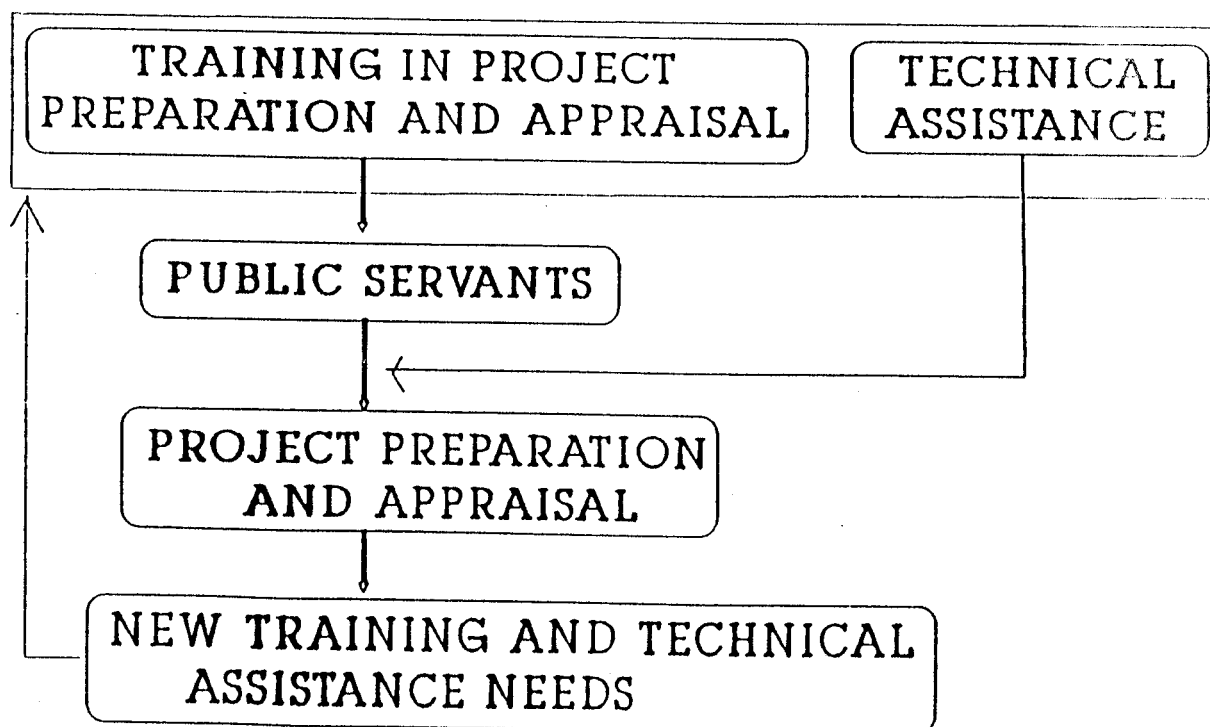 TRAINING IN PROJECT
PREPARATION AND APPRAISAL
TECHNICAL
ASSISTANCE
PUBLIC SERVANTS
PROJECT PREPARATION
AND APPRAISAL
NEW TRAINING AND TECHNICAL
ASSISTANCE NEEDS